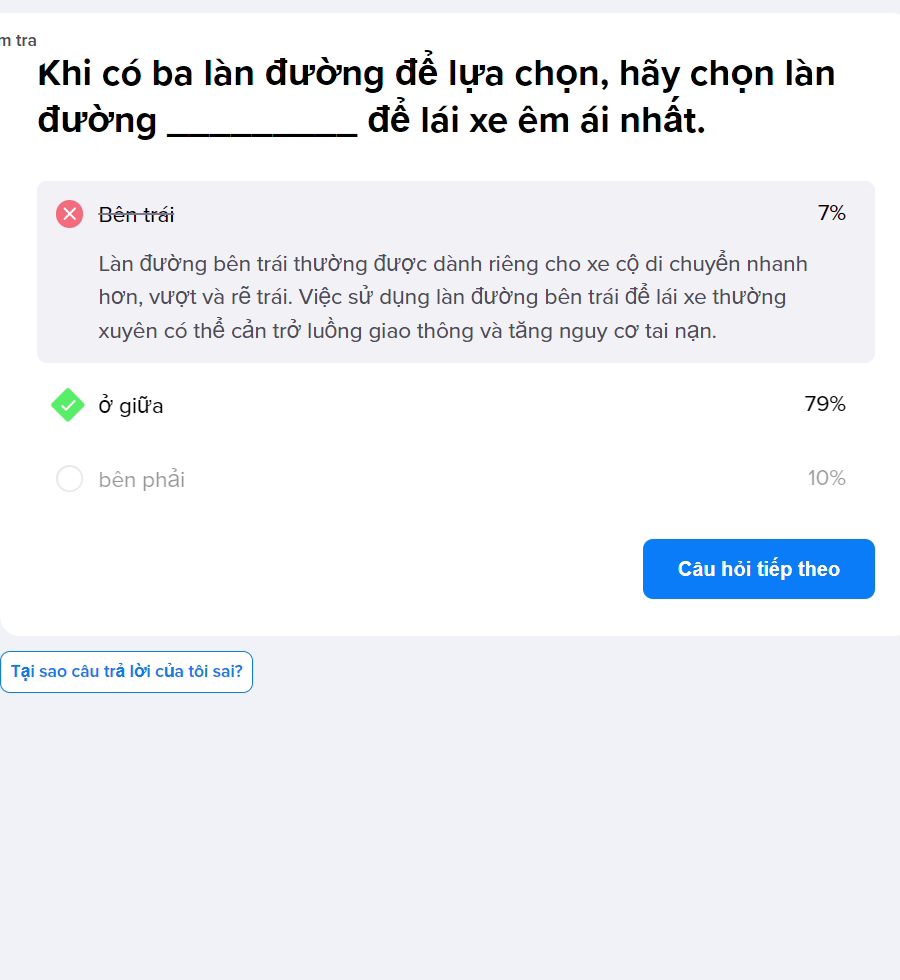 m tra
Khi có ba làn đường để lựa chọn, hãy chọn làn
đường _________ để lái xe êm ái nhất.
Bên trái 7%
Làn đường bên trái thường được dành riêng cho xe cộ di chuyển nhanh
hơn, vượt và rẽ trái. Việc sử dụng làn đường bên trái để lái xe thường
xuyên có thể cản trở luồng giao thông và tăng nguy cơ tai nạn.
ở giữa 79%
bên phải 10%
Câu hỏi tiếp theo
Tại sao câu trả lời của tôi sai?